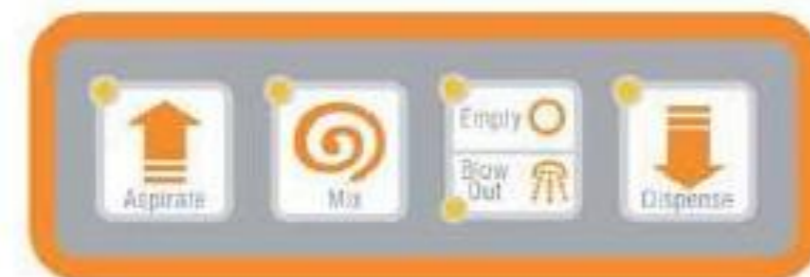 Aspirate
Mix
Empty
Blow
Out
Dispense